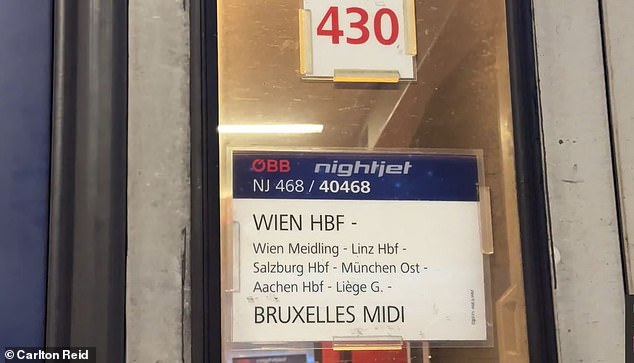 430
ÖBB nightjet
NJ 468 / 40468
WIEN HBF -
Wien Meidling - Linz Hbf -
Salzburg Hbf - München Ost -
Aachen Hbf - Liège G. -
BRUXELLES MIDI
© Carlton Reid